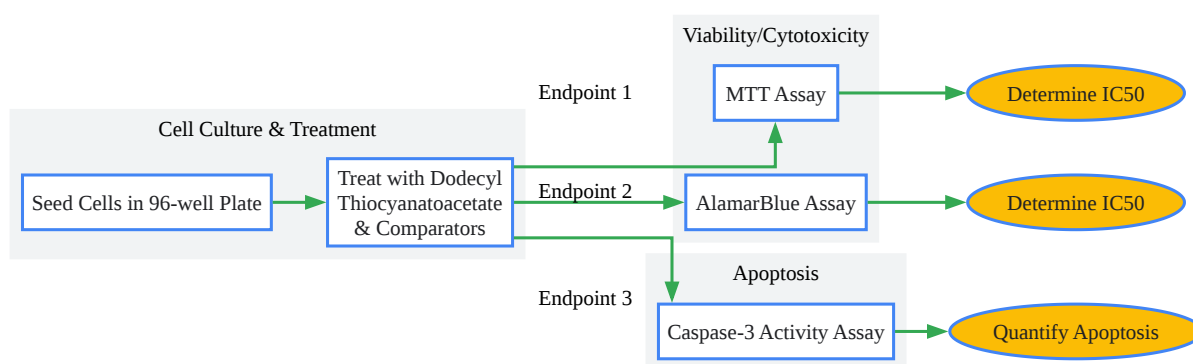 Viability/Cytotoxicity
Endpoint 1
MTT Assay
Determine IC50
Cell Culture & Treatment
Seed Cells in 96-well Plate
Treat with Dodecyl
Thiocyanatoacetate
& Comparators
Endpoint 2
AlamarBlue Assay
Determine IC50
Apoptosis
Endpoint 3
Caspase-3 Activity Assay
Quantify Apoptosis